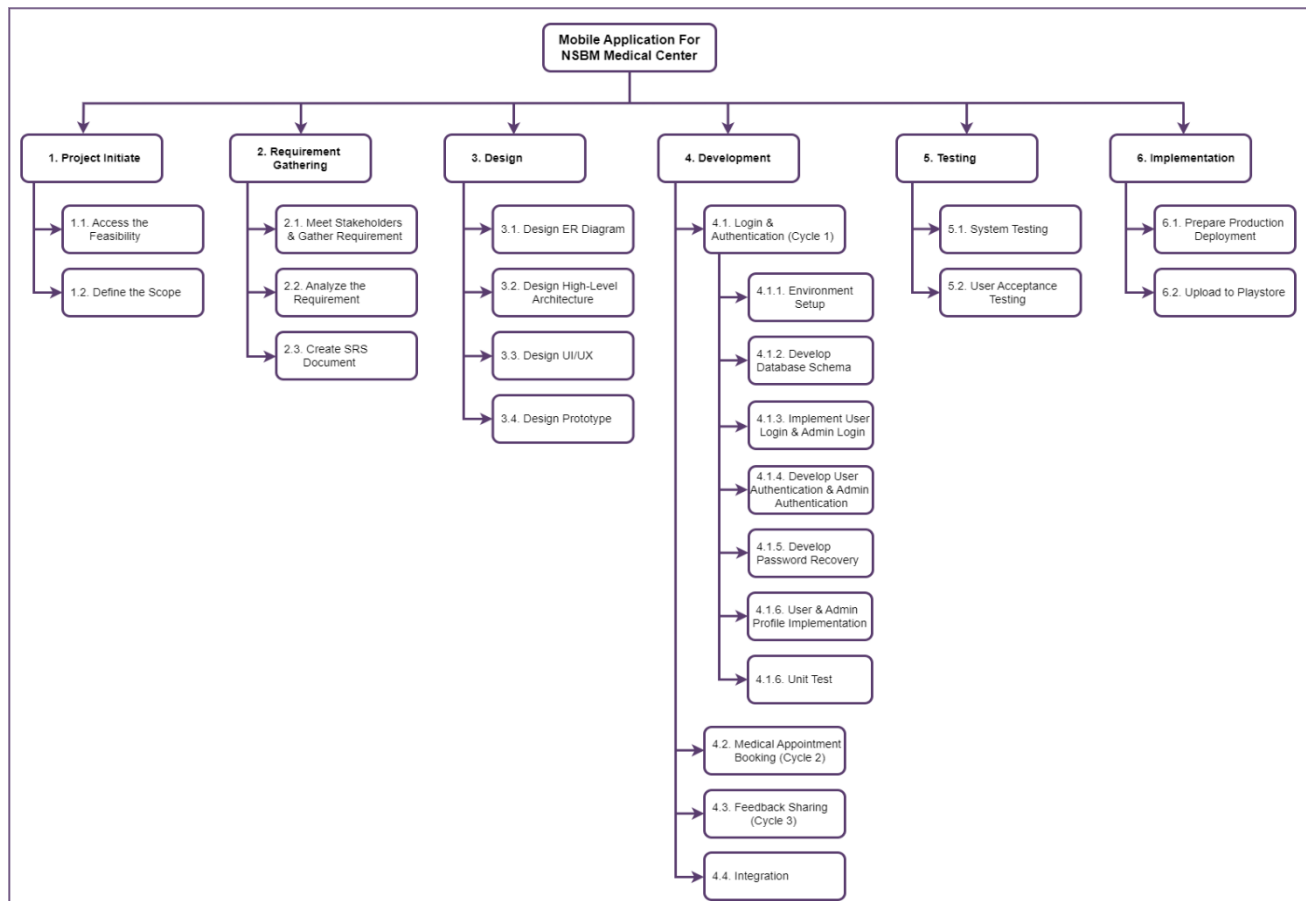 Mobile Application For
NSBM Medical Center
1. Project Initiate
1.1. Access the
Feasibility
1.2. Define the Scope
2. Requirement
Gathering
2.1. Meet Stakeholders
& Gather Requirement
2.2. Analyze the
Requirement
2.3. Create SRS
Document
3. Design
3.1. Design ER Diagram
3.2. Design High-Level
Architecture
3.3. Design UI/UX
3.4. Design Prototype
4. Development
4.1. Login &
Authentication (Cycle 1)
4.1.1. Environment
Setup
4.1.2. Develop
Database Schema
4.1.3. Implement User
Login & Admin Login
4.1.4. Develop User
Authentication & Admin
Authentication
4.1.5. Develop
Password Recovery
4.1.6. User & Admin
Profile Implementation
4.1.6. Unit Test
4.2. Medical Appointment
Booking (Cycle 2)
4.3. Feedback Sharing
(Cycle 3)
4.4. Integration
5. Testing
5.1. System Testing
5.2. User Acceptance
Testing
6. Implementation
6.1. Prepare Production
Deployment
6.2. Upload to Playstore